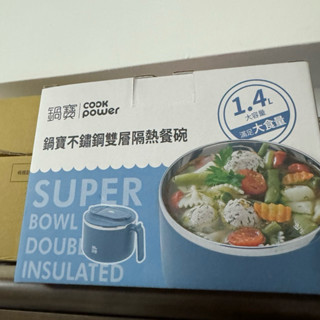 鍋寶 COOK POWER
1.4L
大容量
滿足大食量
鍋寶不鏽鋼雙層隔熱餐碗
SUPER
BOWL
DOUBLE
INSULATED